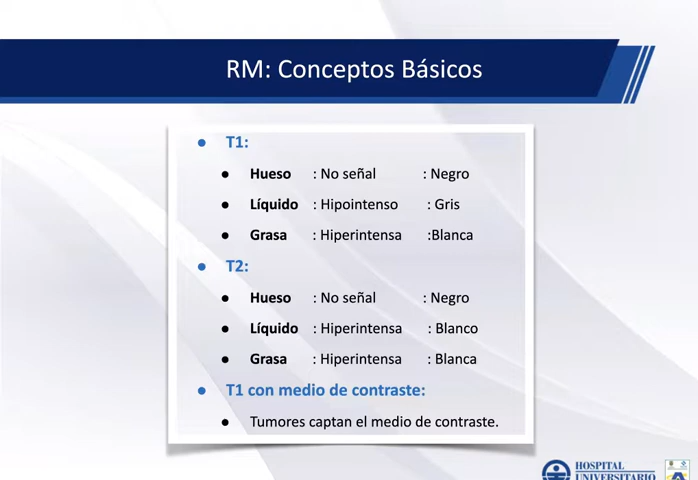 RM: Conceptos Básicos
● T1:
● Hueso : No señal : Negro
● Líquido : Hipointenso : Gris
● Grasa : Hiperintensa :Blanca
● T2:
● Hueso : No señal : Negro
● Líquido : Hiperintensa : Blanco
● Grasa : Hiperintensa : Blanca
● T1 con medio de contraste:
● Tumores captan el medio de contraste.
HOSPITAL
UNIVERSITARIO